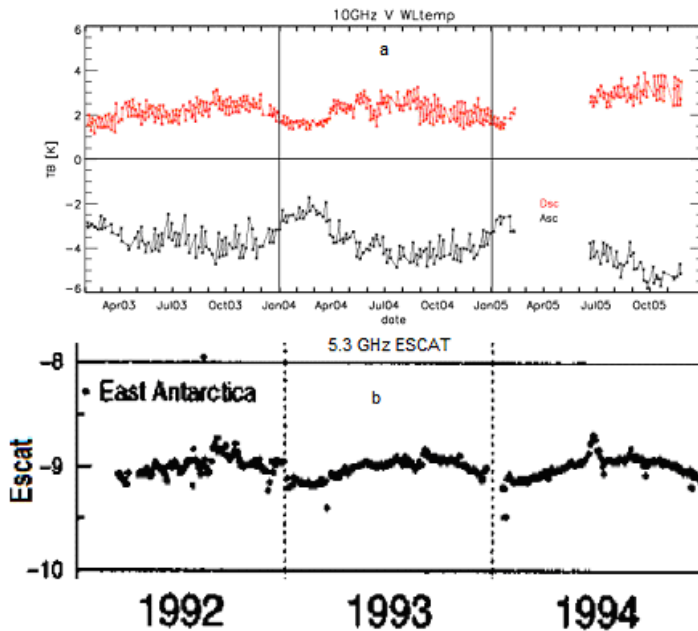 10GHz V WLtemp
a
6
4
2
0
-2
-4
-6
TB [K]
Dsc
Asc
Apr03 Jul03 Oct03 Jan04 Apr04 Jul04 Oct04 Jan05 Apr05 Jul05 Oct05
date
5.3 GHz ESCAT
-8
East Antarctica
b
Escat
-9
-10
1992 1993 1994